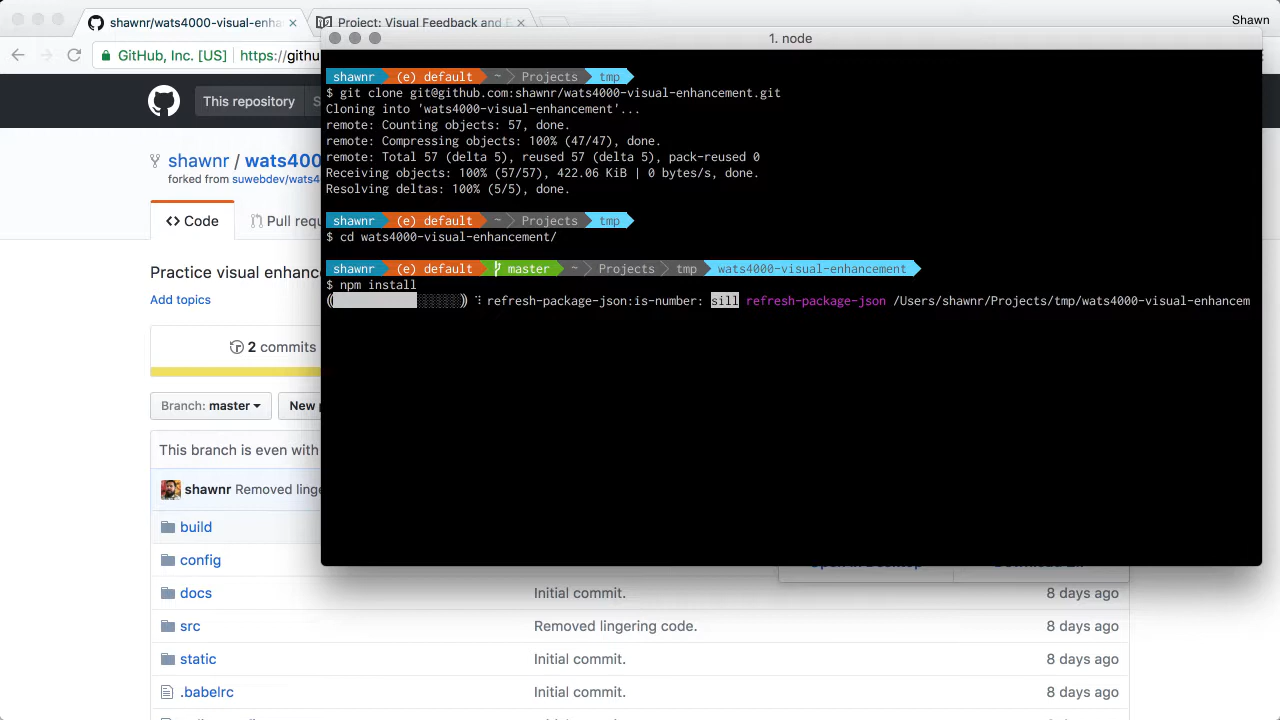 shawnr/wats4000-visual-enha
Project: Visual Feedback and E
Shawn
GitHub, Inc. [US]
https://githu
1. node
This repository
S
shawnr / wats400
forked from suwebdev/wats4
Code
Pull requ
Practice visual enhanc
Add topics
2 commits
Branch: master
New p
This branch is even with
shawnr Removed linge
build
config
docs
Initial commit.
8 days ago
src
Removed lingering code.
8 days ago
static
Initial commit.
8 days ago
.babelrc
Initial commit.
8 days ago
shawnr (e) default ~ Projects tmp
$ git clone git@github.com:shawnr/wats4000-visual-enhancement.git
Cloning into 'wats4000-visual-enhancement'...
remote: Counting objects: 57, done.
remote: Compressing objects: 100% (47/47), done.
remote: Total 57 (delta 5), reused 57 (delta 5), pack-reused 0
Receiving objects: 100% (57/57), 422.06 KiB | 0 bytes/s, done.
Resolving deltas: 100% (5/5), done.
shawnr (e) default ~ Projects tmp
$ cd wats4000-visual-enhancement/
shawnr (e) default master ~ Projects tmp wats4000-visual-enhancement
$ npm install
refresh-package-json:is-number: sill refresh-package-json /Users/shawnr/Projects/tmp/wats4000-visual-enhancem